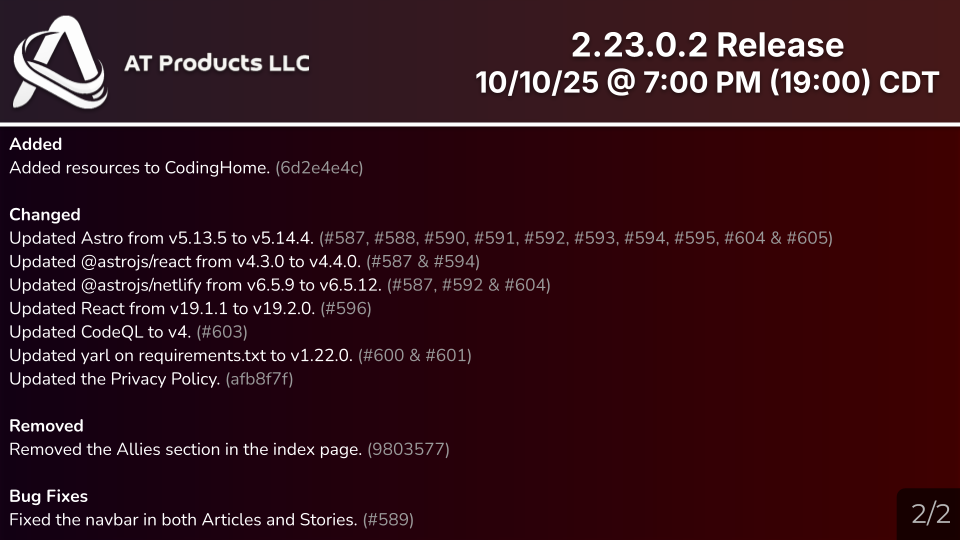 AT Products LLC
2.23.0.2 Release
10/10/25 @ 7:00 PM (19:00) CDT
Added
Added resources to CodingHome. (6d2e4e4c)
Changed
Updated Astro from v5.13.5 to v5.14.4. (#587, #588, #590, #591, #592, #593, #594, #595, #604 & #605)
Updated @astrojs/react from v4.3.0 to v4.4.0. (#587 & #594)
Updated @astrojs/netlify from v6.5.9 to v6.5.12. (#587, #592 & #604)
Updated React from v19.1.1 to v19.2.0. (#596)
Updated CodeQL to v4. (#603)
Updated yarl on requirements.txt to v1.22.0. (#600 & #601)
Updated the Privacy Policy. (afb8f7f)
Removed
Removed the Allies section in the index page. (9803577)
Bug Fixes
Fixed the navbar in both Articles and Stories. (#589)
2/2